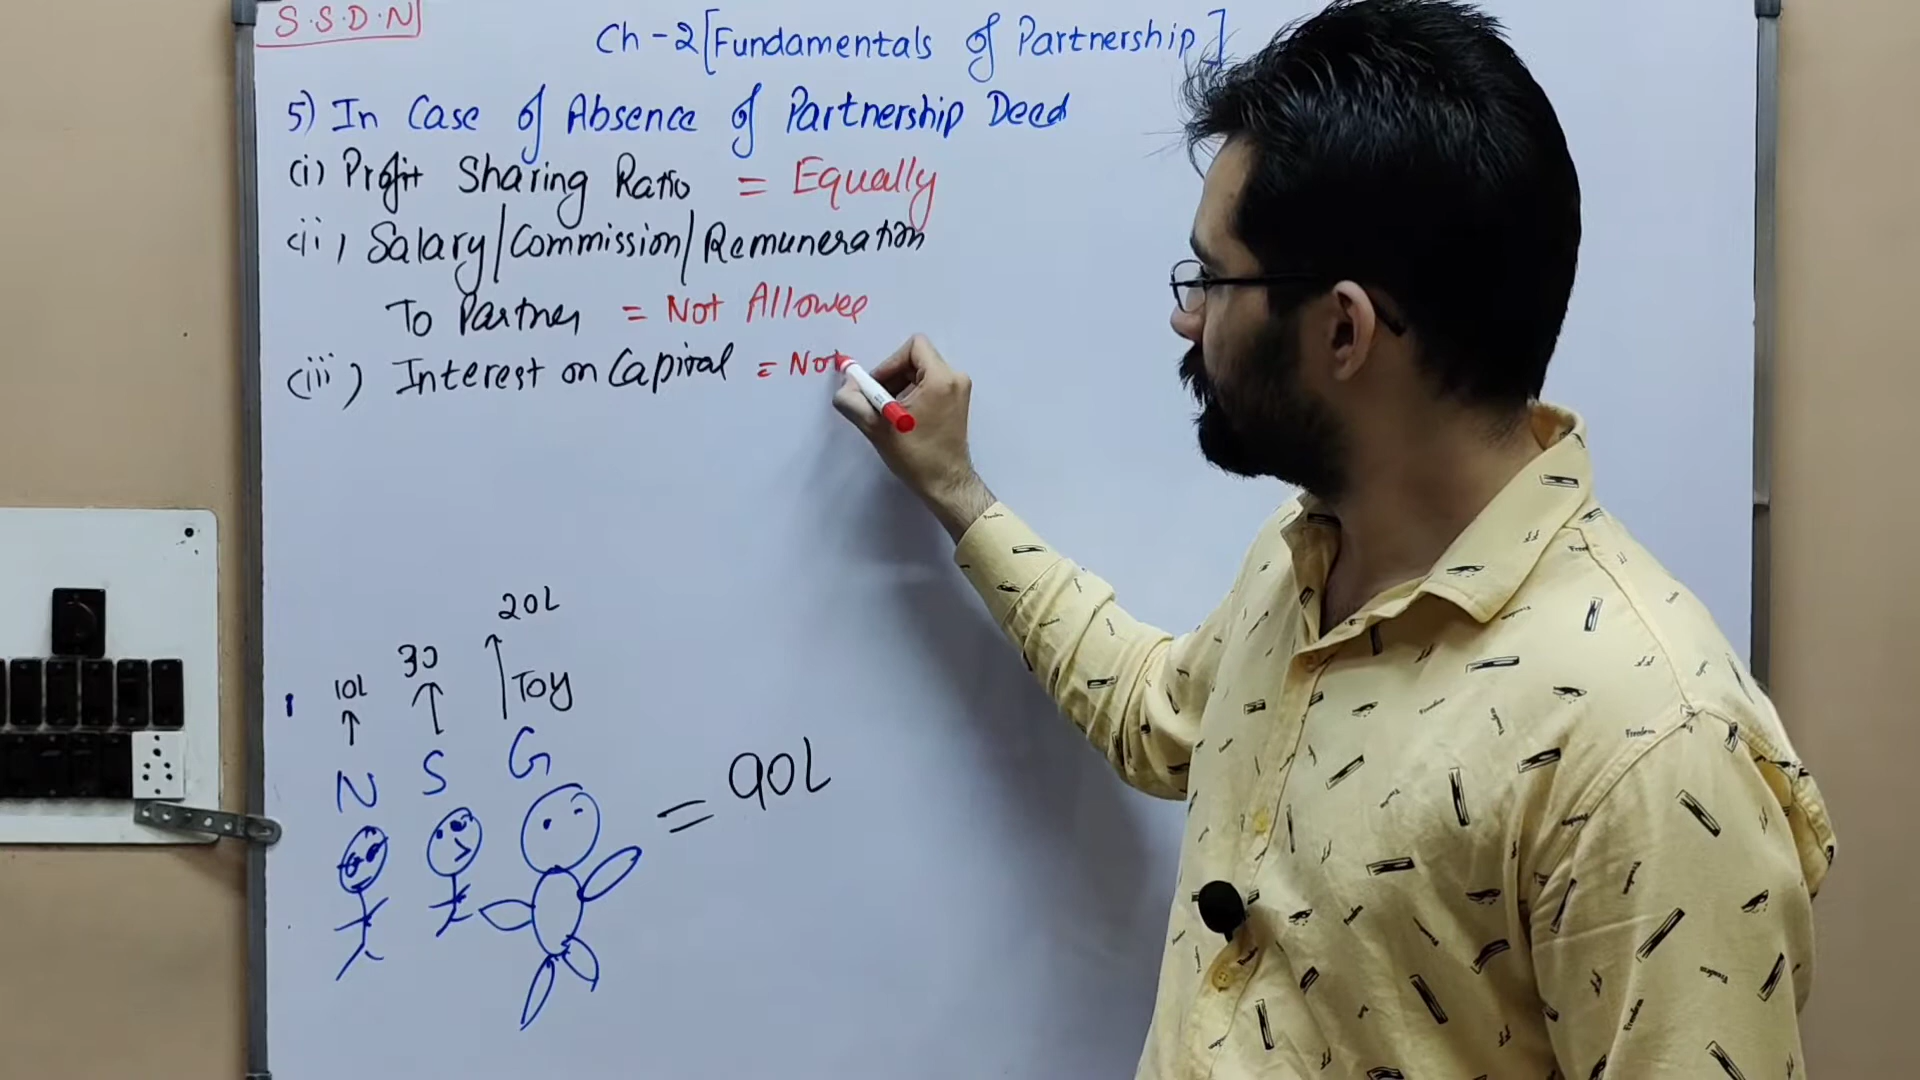 S.S.D.N
Ch-2 [Fundamentals of Partnership]
5) In Case of Absence of Partnership Deed
(i) Profit Sharing Ratio = Equally
(ii) Salary/Commission/Remuneration
To Partner = Not Allowed
(iii) Interest on Capital = Not
20L
30
10L
Toy
N S G
= 90L